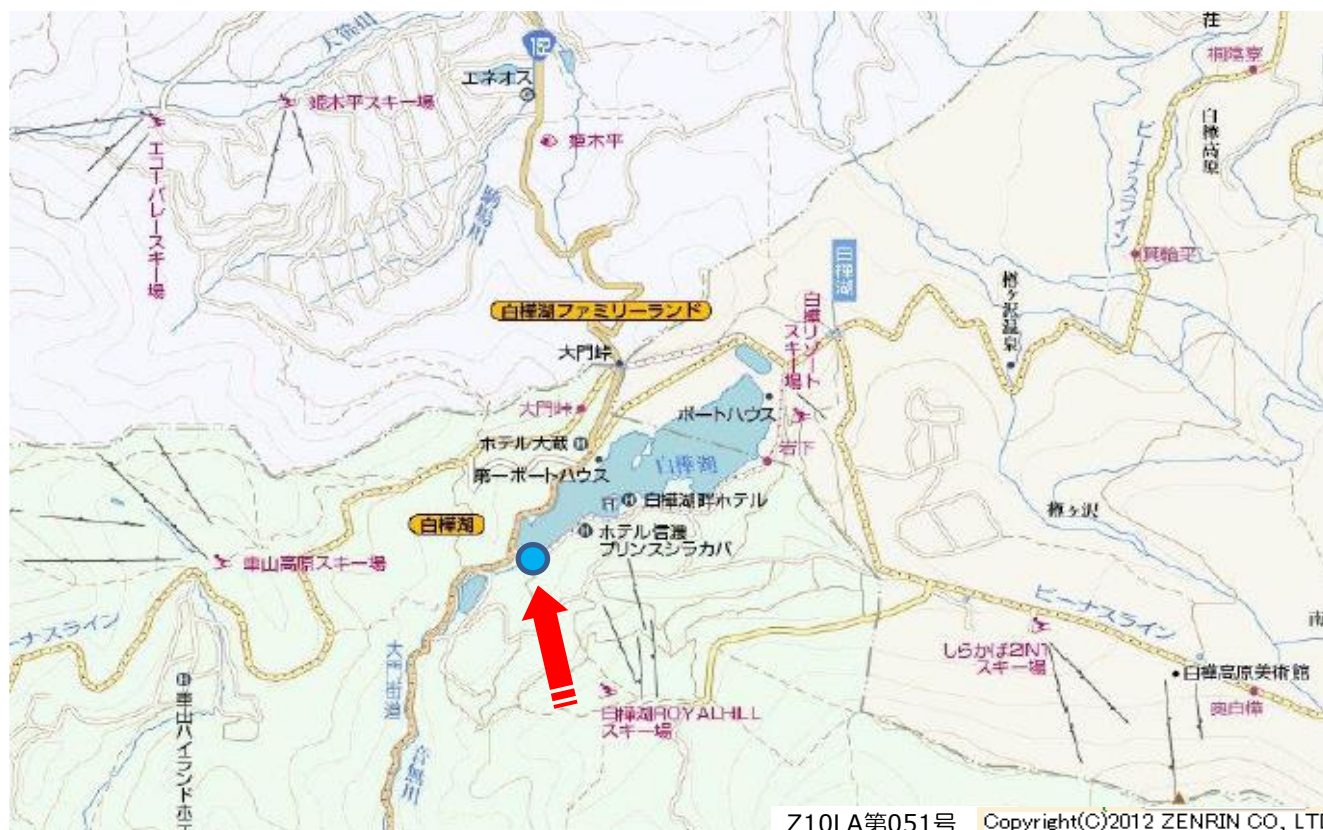 大笹川
152
エネオス
荘
桐陰寮
姫木平スキー場
白樺高原
ビーナスライン
姫木平
エコーバレースキー場
蓼ヶ沢温泉
白樺湖
白樺湖ファミリーランド
白樺リゾート
スキー場
大門峠
大門峠
ボートハウス
ホテル大蔵
岩下
第一ボートハウス
白樺湖
白樺湖畔ホテル
白樺湖
ホテル信濃
プリンスシラカバ
車山高原スキー場
ビーナスライン
ーナスライン
しらかば2IN1
スキー場
大門街道
白樺高原美術館
奥白樺
白樺湖ROYALHILL
スキー場
車山ハイランドホテ
音無川
南
Z10LA第051号
Copyright(C)2012 ZENRIN CO., LTD